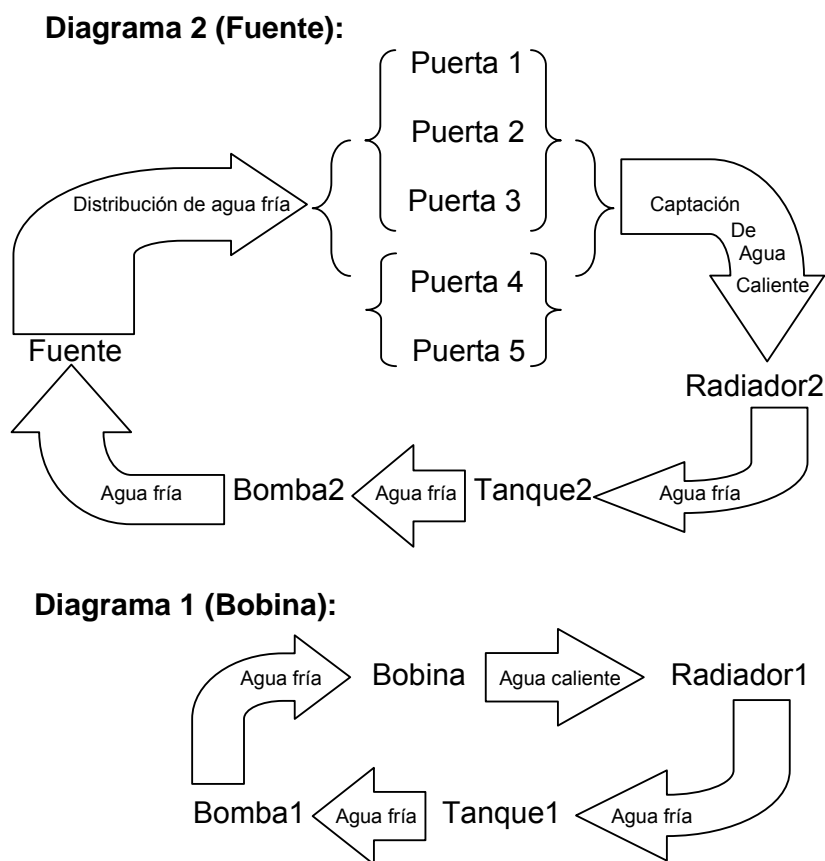 Diagrama 2 (Fuente):
Puerta 1
Puerta 2
Puerta 3
Puerta 4
Puerta 5
Distribución de agua fría
Captación
De
Agua
Caliente
Fuente
Radiador2
Agua fría
Bomba2
Agua fría
Tanque2
Agua fría
Diagrama 1 (Bobina):
Agua fría
Bobina
Agua caliente
Radiador1
Bomba1
Agua fría
Tanque1
Agua fría